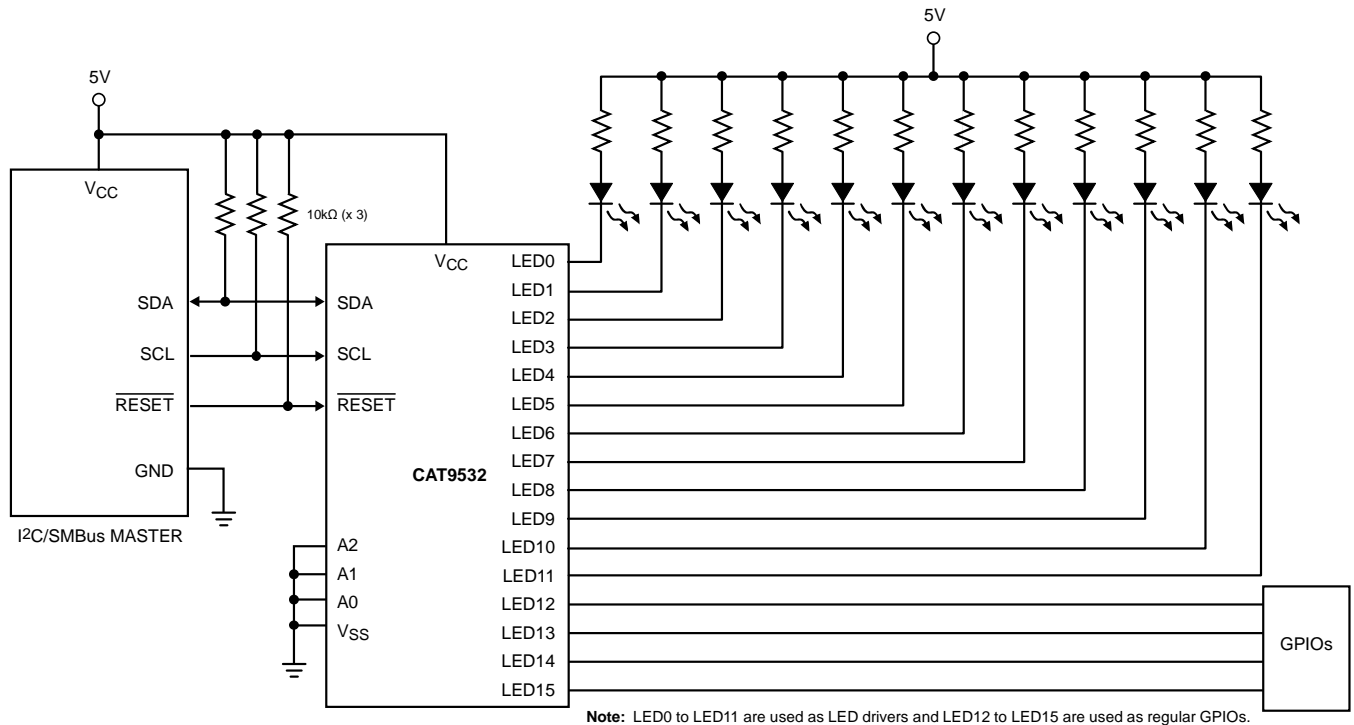 5V
5V
VCC
10kΩ (x 3)
SDA
SCL
RESET
GND
I2C/SMBus MASTER
VCC
SDA
SCL
RESET
CAT9532
A2
A1
A0
VSS
LED0
LED1
LED2
LED3
LED4
LED5
LED6
LED7
LED8
LED9
LED10
LED11
LED12
LED13
LED14
LED15
GPIOs
Note: LED0 to LED11 are used as LED drivers and LED12 to LED15 are used as regular GPIOs.